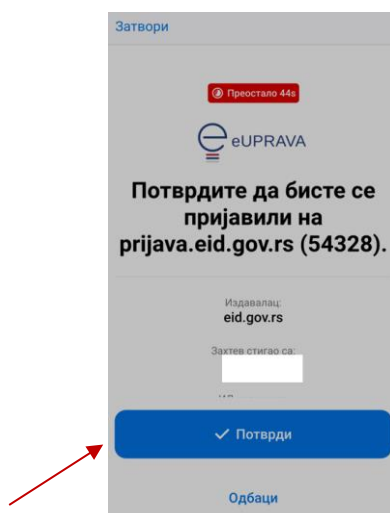 Затвори
Преостало 44s
eUPRAVA
Потврдите да бисте се
пријавили на
prijava.eid.gov.rs (54328).
Издавалац:
eid.gov.rs
Захтев стигао са:
Потврди
Одбаци